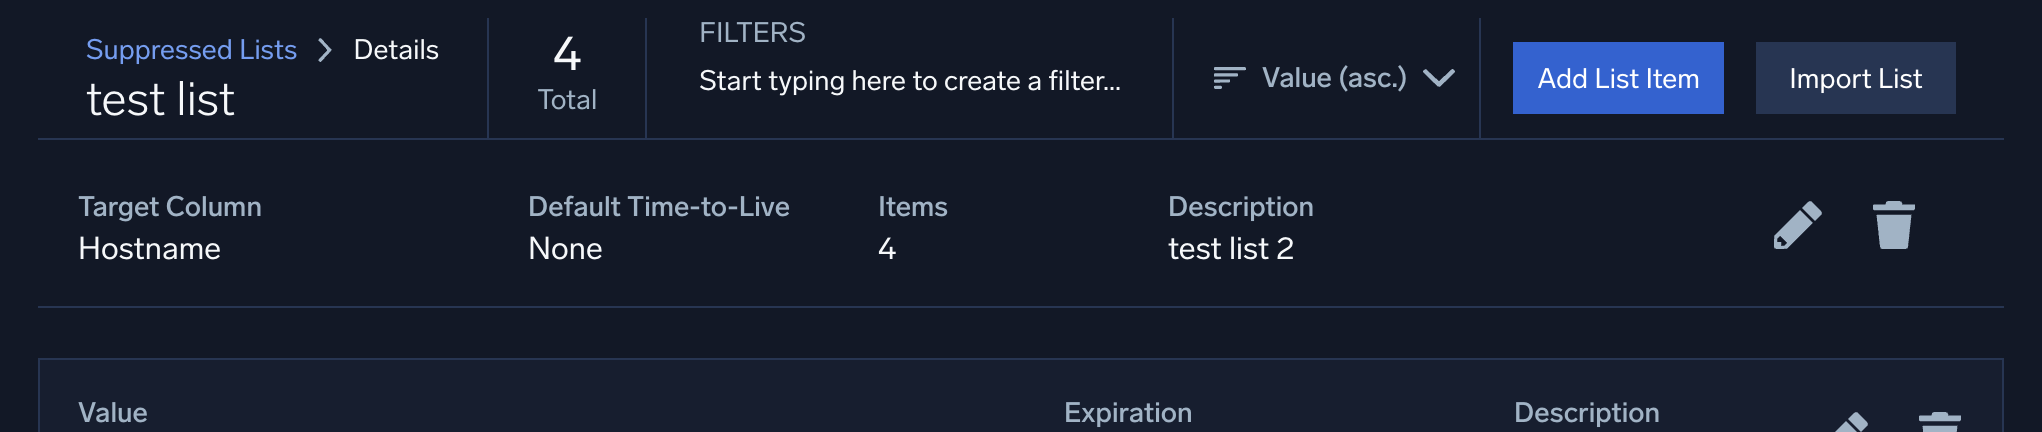 Suppressed Lists > Details
test list
4
Total
FILTERS
Start typing here to create a filter...
Value (asc.)
Add List Item
Import List
Target Column
Hostname
Default Time-to-Live
None
Items
4
Description
test list 2
Value
Expiration
Description